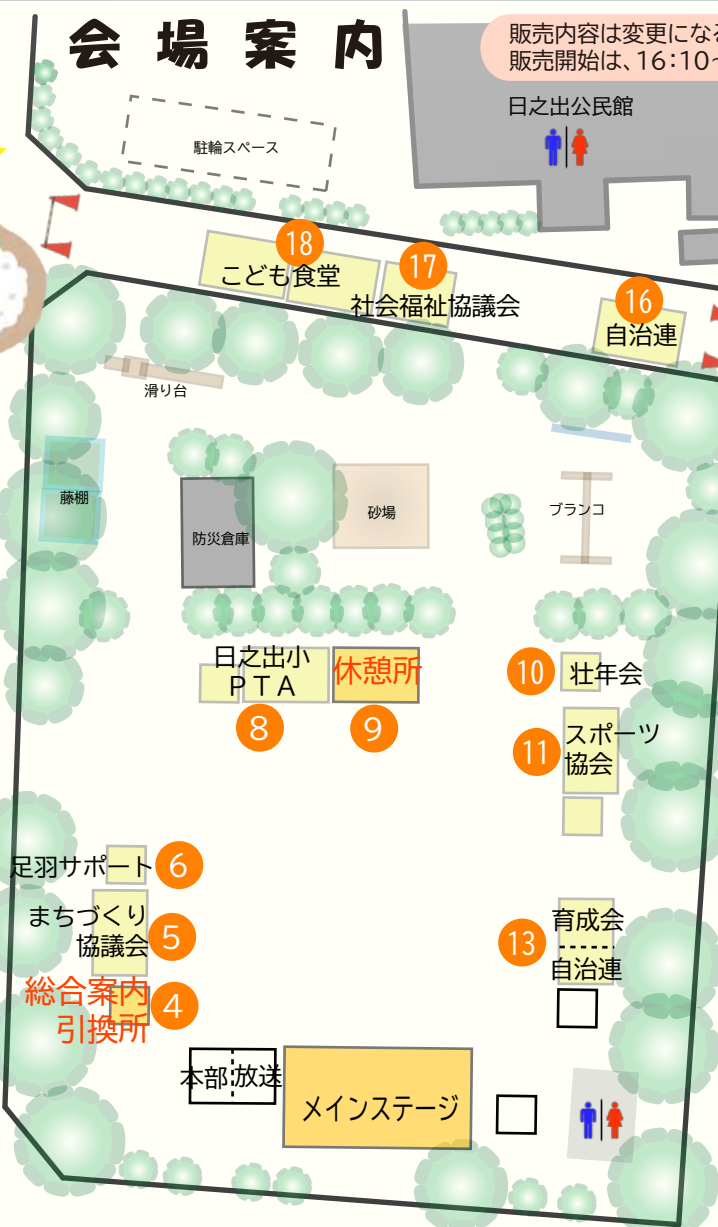 会場案内
販売内容は変更になる
販売開始は、16:10~
日之出公民館
駐輪スペース
18
こども食堂
17
社会福祉協議会
16
自治連
滑り台
藤棚
防災倉庫
砂場
ブランコ
日之出小
PTA
8
休憩所
9
10
壮年会
11
スポーツ
協会
足羽サポート
6
まちづくり
協議会
5
総合案内
引換所
4
13
育成会
自治連
本部
放送
メインステージ